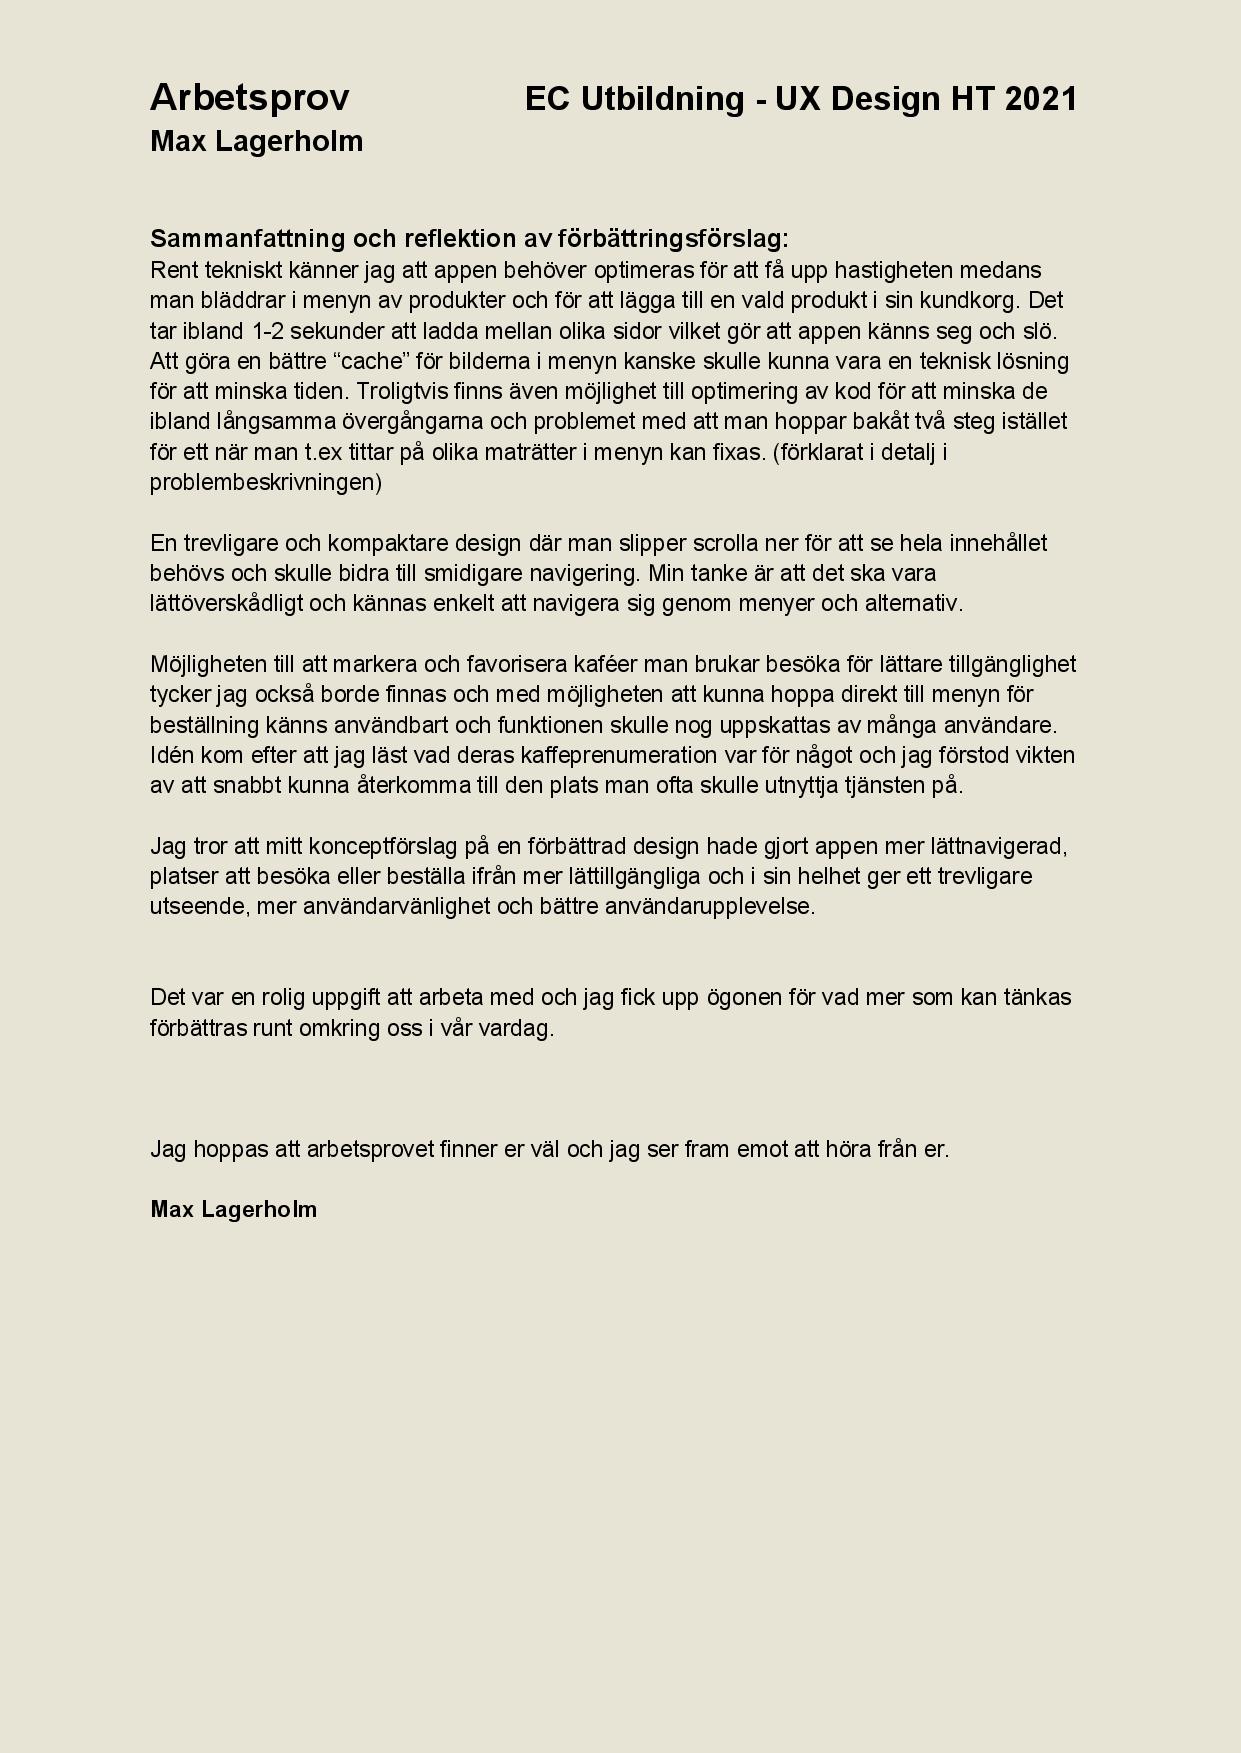 Arbetsprov EC Utbildning - UX Design HT 2021
Max Lagerholm
Sammanfattning och reflektion av förbättringsförslag:
Rent tekniskt känner jag att appen behöver optimeras för att få upp hastigheten medans
man bläddrar i menyn av produkter och för att lägga till en vald produkt i sin kundkorg. Det
tar ibland 1-2 sekunder att ladda mellan olika sidor vilket gör att appen känns seg och slö.
Att göra en bättre “cache” för bilderna i menyn kanske skulle kunna vara en teknisk lösning
för att minska tiden. Troligtvis finns även möjlighet till optimering av kod för att minska de
ibland långsamma övergångarna och problemet med att man hoppar bakåt två steg istället
för ett när man t.ex tittar på olika maträtter i menyn kan fixas. (förklarat i detalj i
problembeskrivningen)
En trevligare och kompaktare design där man slipper scrolla ner för att se hela innehållet
behövs och skulle bidra till smidigare navigering. Min tanke är att det ska vara
lättöverskådligt och kännas enkelt att navigera sig genom menyer och alternativ.
Möjligheten till att markera och favorisera kaféer man brukar besöka för lättare tillgänglighet
tycker jag också borde finnas och med möjligheten att kunna hoppa direkt till menyn för
beställning känns användbart och funktionen skulle nog uppskattas av många användare.
Idén kom efter att jag läst vad deras kaffeprenumeration var för något och jag förstod vikten
av att snabbt kunna återkomma till den plats man ofta skulle utnyttja tjänsten på.
Jag tror att mitt konceptförslag på en förbättrad design hade gjort appen mer lättnavigerad,
platser att besöka eller beställa ifrån mer lättillgängliga och i sin helhet ger ett trevligare
utseende, mer användarvänlighet och bättre användarupplevelse.
Det var en rolig uppgift att arbeta med och jag fick upp ögonen för vad mer som kan tänkas
förbättras runt omkring oss i vår vardag.
Jag hoppas att arbetsprovet finner er väl och jag ser fram emot att höra från er.
Max Lagerholm